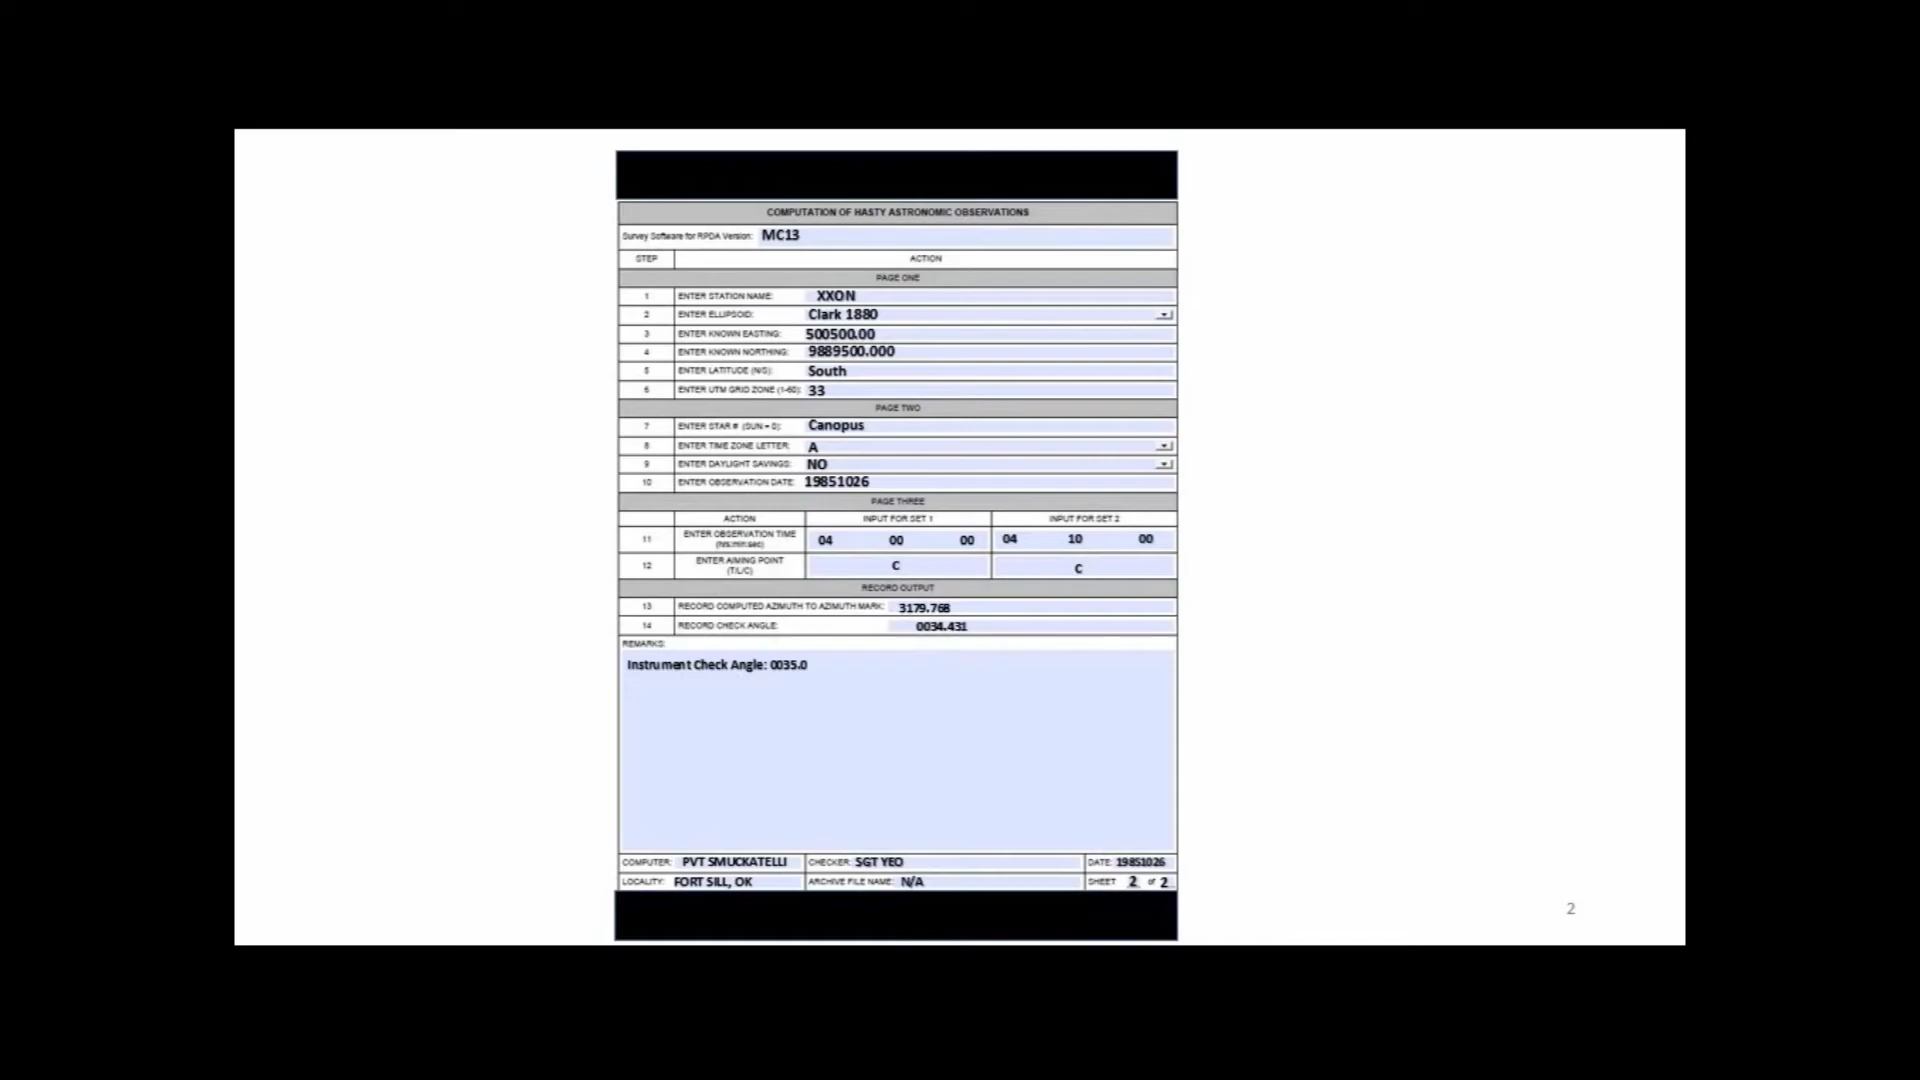 COMPUTATION OF HASTY ASTRONOMIC OBSERVATIONS
Survey Software for RPDA Version: MC13
STEP ACTION
PAGE ONE
1 ENTER STATION NAME: XXON
2 ENTER ELLIPSOID: Clark 1880
3 ENTER KNOWN EASTING: 500500.00
4 ENTER KNOWN NORTHING: 9889500.000
5 ENTER LATITUDE (N/S): South
6 ENTER UTM GRID ZONE (1-60): 33
PAGE TWO
7 ENTER STAR # (SUN = 0): Canopus
8 ENTER TIME ZONE LETTER: A
9 ENTER DAYLIGHT SAVINGS: NO
10 ENTER OBSERVATION DATE: 19851026
PAGE THREE
ACTION INPUT FOR SET 1 INPUT FOR SET 2
11 ENTER OBSERVATION TIME (hrs:min:sec) 04 00 00 04 10 00
12 ENTER AIMING POINT (T/L/C) C C
RECORD OUTPUT
13 RECORD COMPUTED AZIMUTH TO AZIMUTH MARK: 3179.768
14 RECORD CHECK ANGLE: 0034.431
REMARKS:
Instrument Check Angle: 0035.0
COMPUTER: PVT SMUCKATELLI CHECKER: SGT YEO DATE: 19851026
LOCALITY: FORT SILL, OK ARCHIVE FILE NAME: N/A SHEET 2 of 2
2